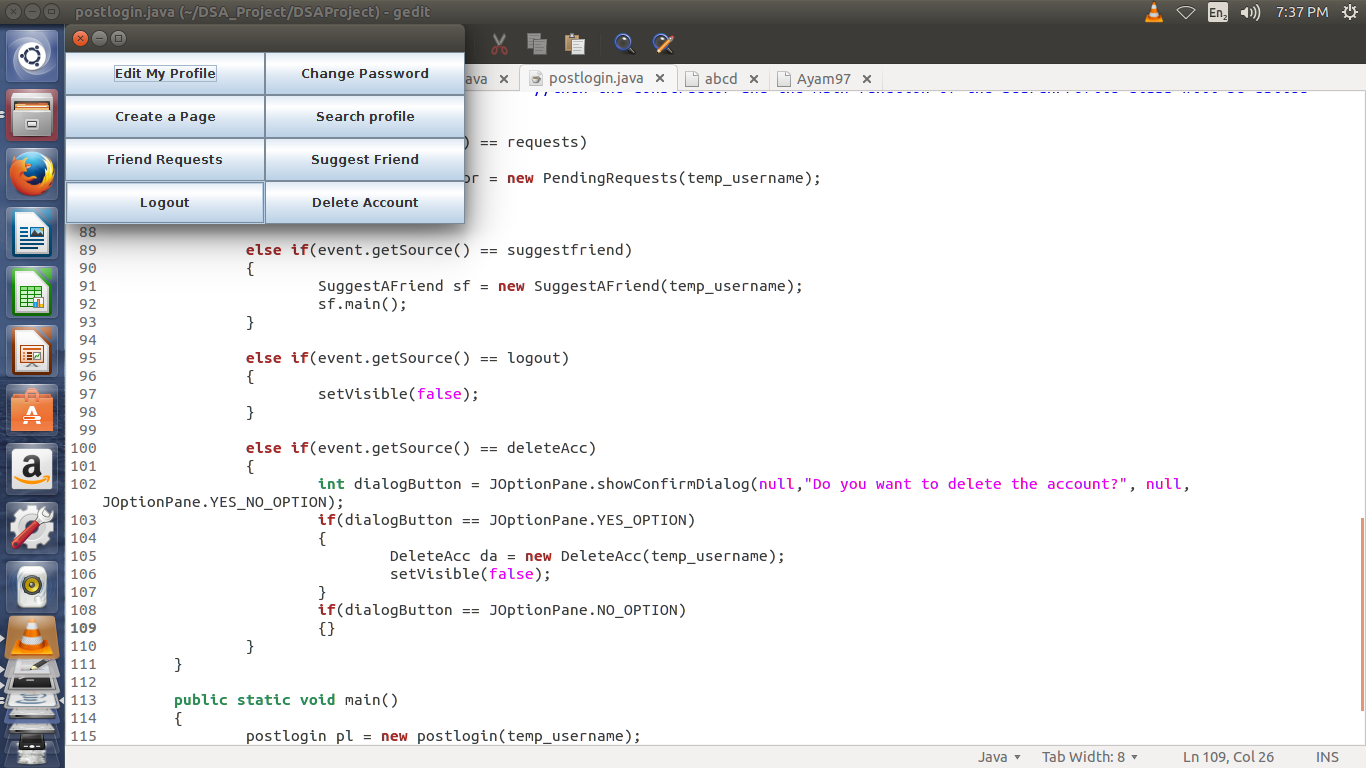 postlogin.java (~/DSA_Project/DSAProject) - gedit
En2
7:37 PM
Edit My Profile
Change Password
Create a Page
Search profile
Friend Requests
Suggest Friend
Logout
Delete Account
ava
postlogin.java
abcd
Ayam97
) == requests)
pr = new PendingRequests(temp_username);
88
89 else if(event.getSource() == suggestfriend)
90 {
91 SuggestAFriend sf = new SuggestAFriend(temp_username);
92 sf.main();
93 }
94
95 else if(event.getSource() == logout)
96 {
97 setVisible(false);
98 }
99
100 else if(event.getSource() == deleteAcc)
101 {
102 int dialogButton = JOptionPane.showConfirmDialog(null,"Do you want to delete the account?", null,
JOptionPane.YES_NO_OPTION);
103 if(dialogButton == JOptionPane.YES_OPTION)
104 {
105 DeleteAcc da = new DeleteAcc(temp_username);
106 setVisible(false);
107 }
108 if(dialogButton == JOptionPane.NO_OPTION)
109 {}
110 }
111 }
112
113 public static void main()
114 {
115 postlogin pl = new postlogin(temp_username);
Java
Tab Width: 8
Ln 109, Col 26
INS